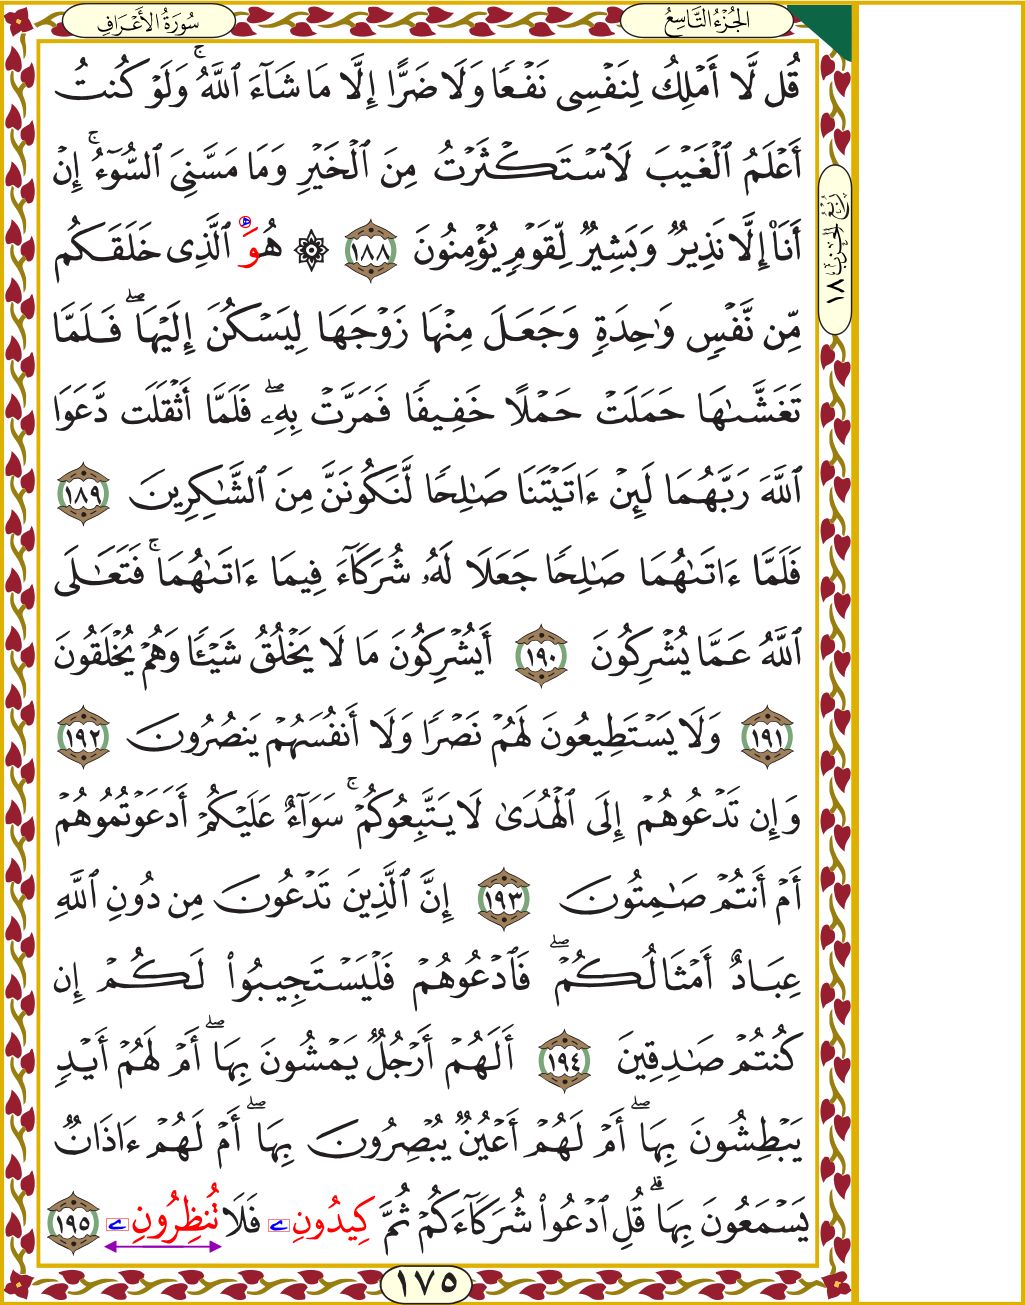 الجُزْءُ التَّاسِعُ
سُورَةُ الأَعْرَافِ
قُل لَّا أَمْلِكُ لِنَفْسِى نَفْعًا وَلَا ضَرًّا إِلَّا مَا شَآءَ ٱللَّهُ ۚ وَلَوْ كُنتُ
أَعْلَمُ ٱلْغَيْبَ لَٱسْتَكْثَرْتُ مِنَ ٱلْخَيْرِ وَمَا مَسَّنِىَ ٱلسُّوٓءُ ۚ إِنْ
أَنَا۠ إِلَّا نَذِيرٌ وَبَشِيرٌ لِّقَوْمٍ يُؤْمِنُونَ ١٨٨ ۞ هُوَ ٱلَّذِى خَلَقَكُم
مِّن نَّفْسٍ وَٰحِدَةٍ وَجَعَلَ مِنْهَا زَوْجَهَا لِيَسْكُنَ إِلَيْهَا ۖ فَلَمَّا
تَغَشَّىٰهَا حَمَلَتْ حَمْلًا خَفِيفًا فَمَرَّتْ بِهِۦ ۖ فَلَمَّا أَثْقَلَت دَّعَوَا
ٱللَّهَ رَبَّهُمَا لَئِنْ ءَاتَيْتَنَا صَٰلِحًا لَّنَكُونَنَّ مِنَ ٱلشَّٰكِرِينَ ١٨٩
فَلَمَّا ءَاتَىٰهُمَا صَٰلِحًا جَعَلَا لَهُۥ شُرَكَآءَ فِيمَا ءَاتَىٰهُمَا ۚ فَتَعَٰلَى
ٱللَّهُ عَمَّا يُشْرِكُونَ ١٩٠ أَيُشْرِكُونَ مَا لَا يَخْلُقُ شَيْـًٔا وَهُمْ يُخْلَقُونَ
١٩١ وَلَا يَسْتَطِيعُونَ لَهُمْ نَصْرًا وَلَا أَنفُسَهُمْ يَنصُرُونَ ١٩٢
وَإِن تَدْعُوهُمْ إِلَى ٱلْهُدَىٰ لَا يَتَّبِعُوكُمْ ۚ سَوَآءٌ عَلَيْكُمْ أَدَعَوْتُمُوهُمْ
أَمْ أَنتُمْ صَٰمِتُونَ ١٩٣ إِنَّ ٱلَّذِينَ تَدْعُونَ مِن دُونِ ٱللَّهِ
عِبَادٌ أَمْثَالُكُمْ ۖ فَٱدْعُوهُمْ فَلْيَسْتَجِيبُوا۟ لَكُمْ إِن
كُنتُمْ صَٰدِقِينَ ١٩٤ أَلَهُمْ أَرْجُلٌ يَمْشُونَ بِهَا ۖ أَمْ لَهُمْ أَيْدٍ
يَبْطِشُونَ بِهَا ۖ أَمْ لَهُمْ أَعْيُنٌ يُبْصِرُونَ بِهَا ۖ أَمْ لَهُمْ ءَاذَانٌ
يَسْمَعُونَ بِهَا ۗ قُلِ ٱدْعُوا۟ شُرَكَآءَكُمْ ثُمَّ كِيدُونِۦ فَلَا تُنظِرُونِۦ ١٩٥
رُبْعُ الحِزْبِ ١٨
١٧٥